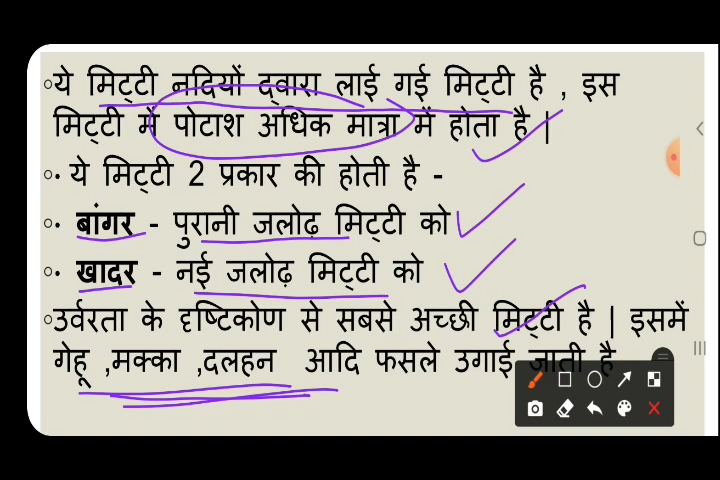 ◦ये मिट्टी नदियों द्वारा लाई गई मिट्टी है , इस
मिट्टी में पोटाश अधिक मात्रा में होता है |
◦· ये मिट्टी 2 प्रकार की होती है -
◦· बांगर - पुरानी जलोढ़ मिट्टी को
◦· खादर - नई जलोढ़ मिट्टी को
◦उर्वरता के दृष्टिकोण से सबसे अच्छी मिट्टी है | इसमें
गेहू ,मक्का ,दलहन आदि फसले उगाई जाती है